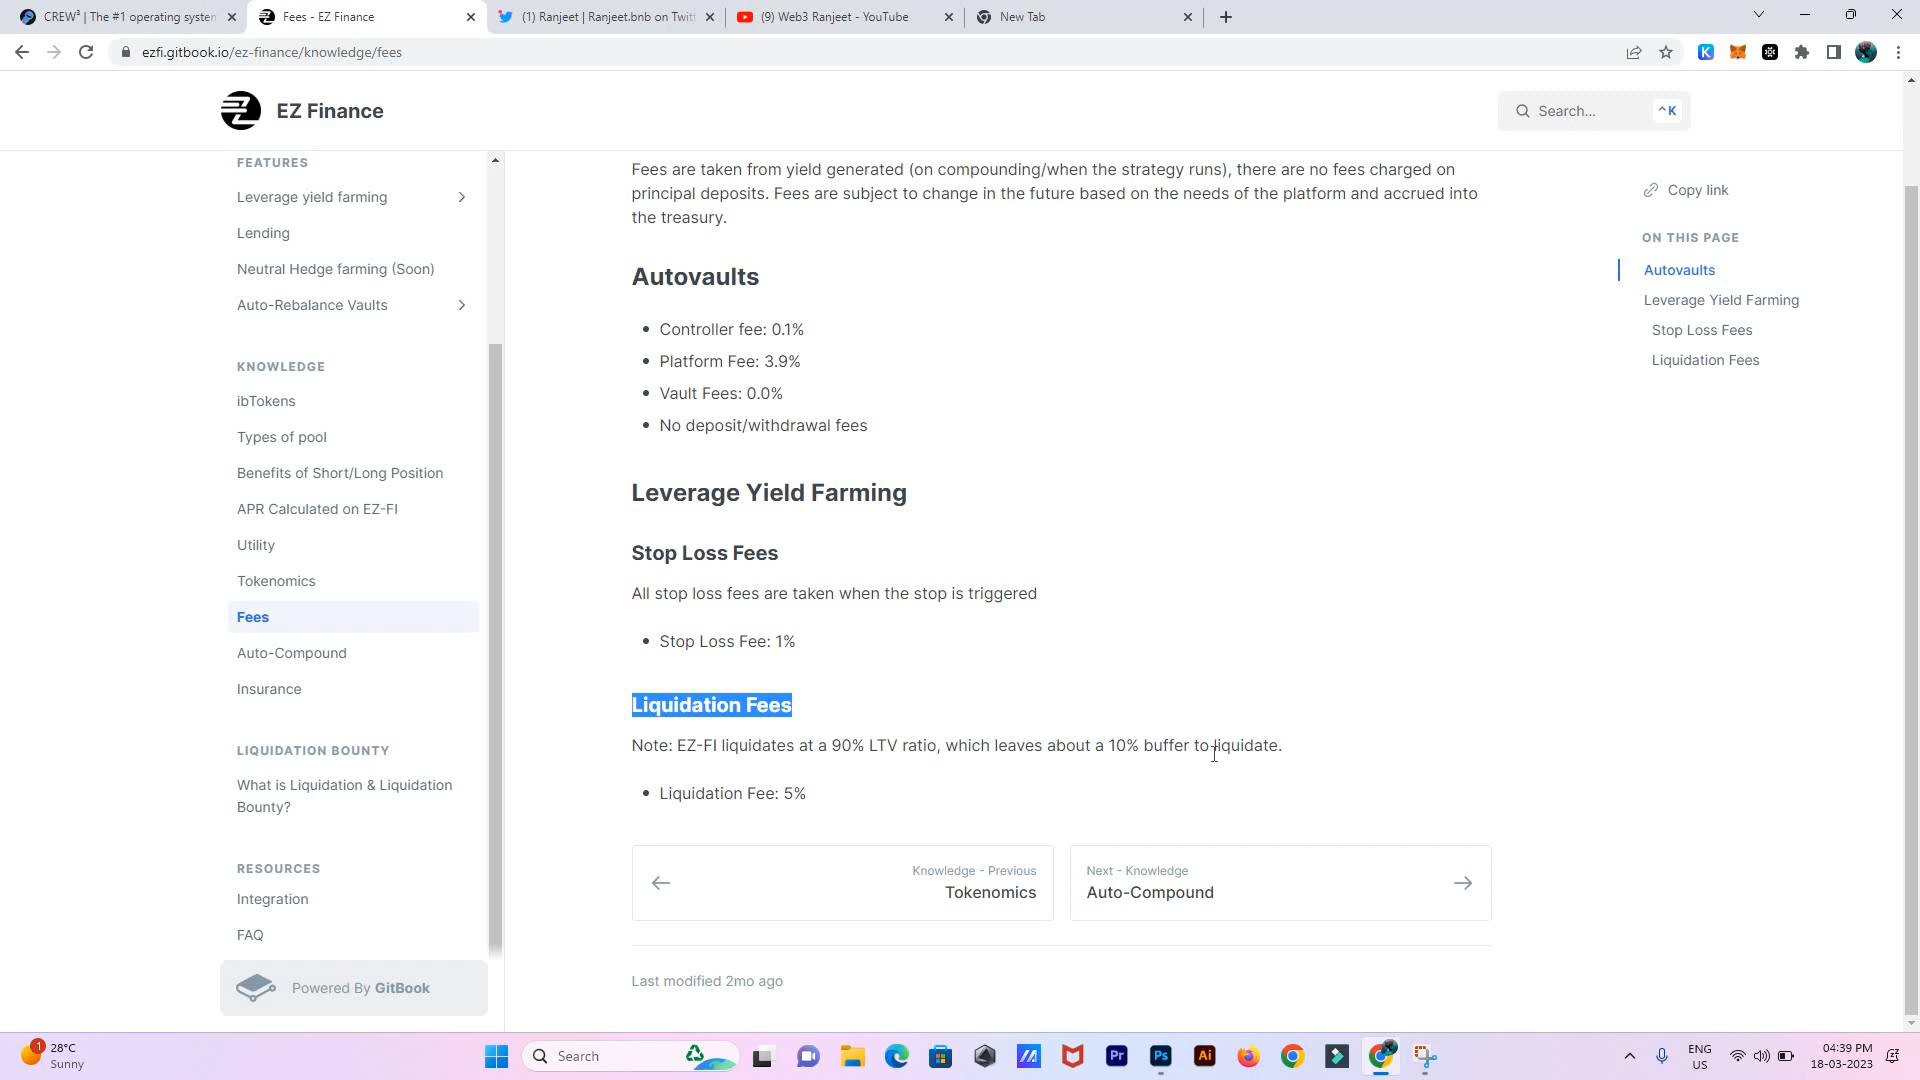 CREW³ | The #1 operating system
Fees - EZ Finance
(1) Ranjeet | Ranjeet.bnb on Twitt
(9) Web3 Ranjeet - YouTube
New Tab
ezfi.gitbook.io/ez-finance/knowledge/fees
EZ Finance
Search...
^K
FEATURES
Leverage yield farming
Lending
Neutral Hedge farming (Soon)
Auto-Rebalance Vaults
KNOWLEDGE
ibTokens
Types of pool
Benefits of Short/Long Position
APR Calculated on EZ-FI
Utility
Tokenomics
Fees
Auto-Compound
Insurance
LIQUIDATION BOUNTY
What is Liquidation & Liquidation
Bounty?
RESOURCES
Integration
FAQ
Powered By GitBook
Fees are taken from yield generated (on compounding/when the strategy runs), there are no fees charged on
principal deposits. Fees are subject to change in the future based on the needs of the platform and accrued into
the treasury.
Autovaults
Controller fee: 0.1%
Platform Fee: 3.9%
Vault Fees: 0.0%
No deposit/withdrawal fees
Leverage Yield Farming
Stop Loss Fees
All stop loss fees are taken when the stop is triggered
Stop Loss Fee: 1%
Liquidation Fees
Note: EZ-FI liquidates at a 90% LTV ratio, which leaves about a 10% buffer to liquidate.
Liquidation Fee: 5%
Knowledge - Previous
Tokenomics
Next - Knowledge
Auto-Compound
Last modified 2mo ago
Copy link
ON THIS PAGE
Autovaults
Leverage Yield Farming
Stop Loss Fees
Liquidation Fees
1
28°C
Sunny
Search
Pr
Ps
Ai
ENG
US
04:39 PM
18-03-2023